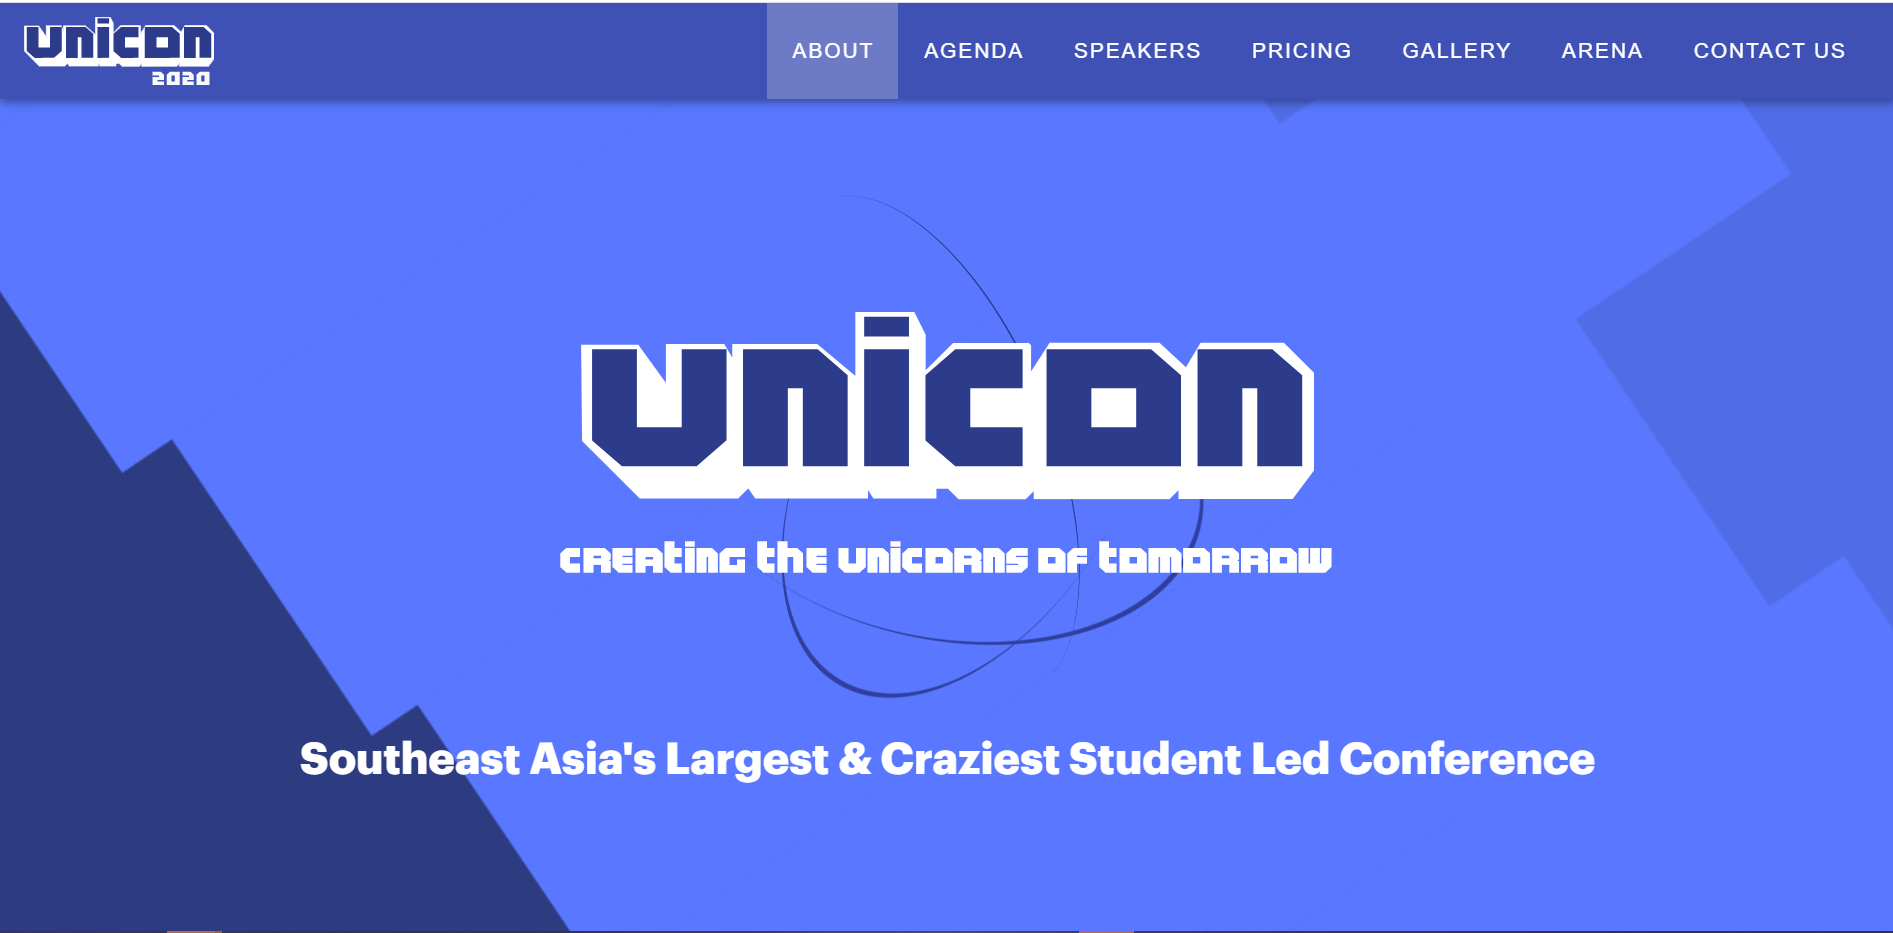 unicon
2020
ABOUT AGENDA SPEAKERS PRICING GALLERY ARENA CONTACT US
unicon
creating the unicorns of tomorrow
Southeast Asia's Largest & Craziest Student Led Conference